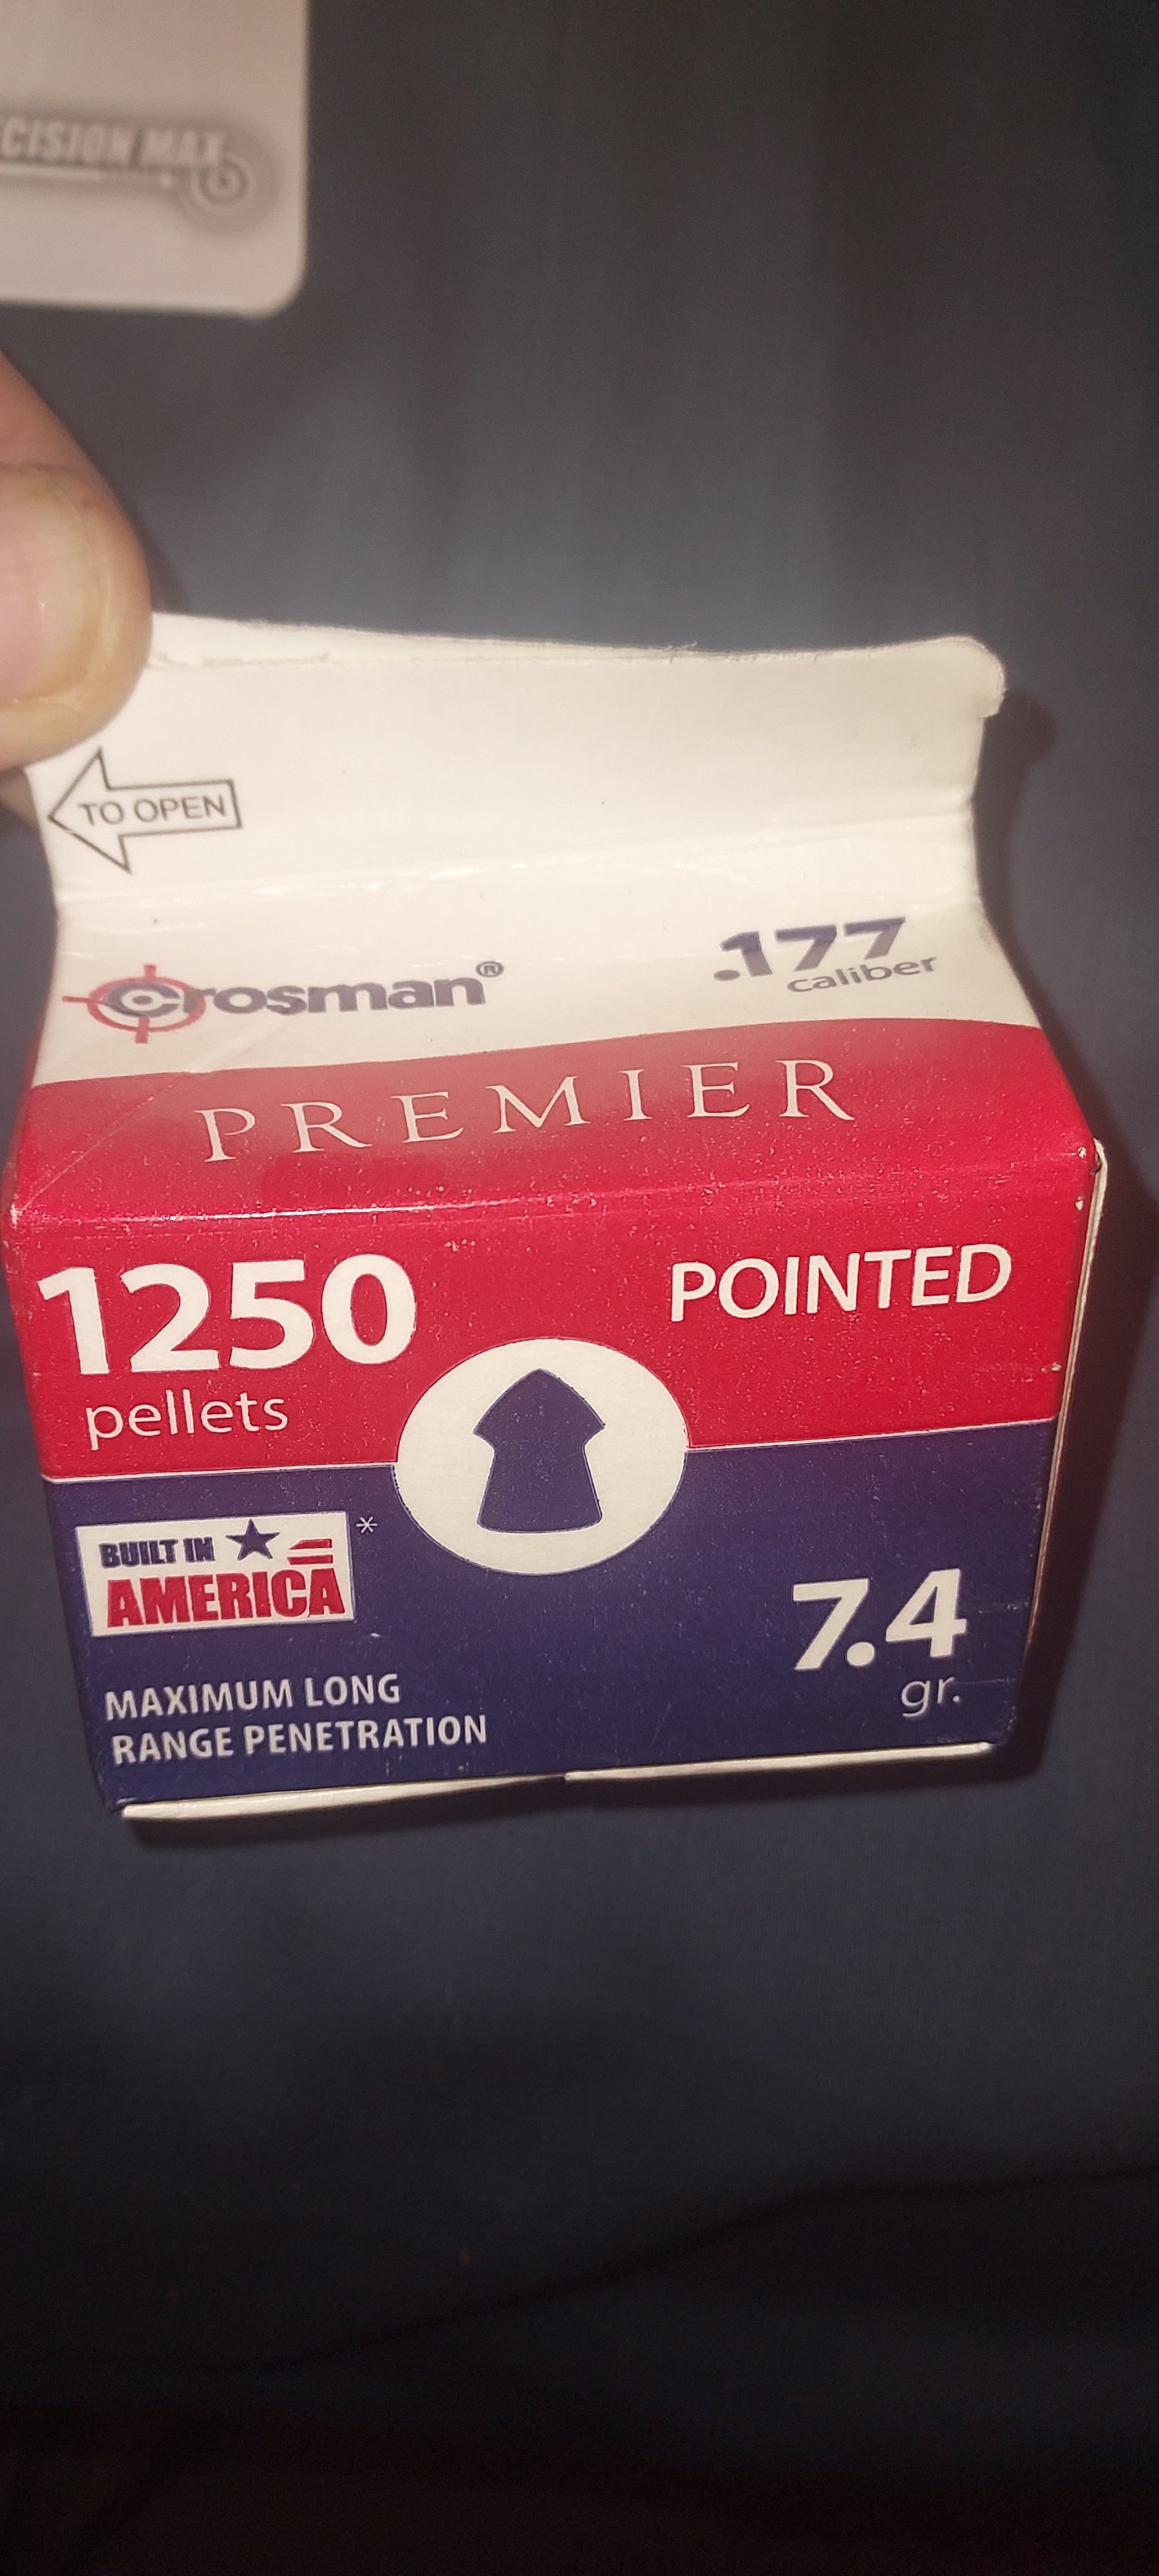 CISION MAX
TO OPEN
Crosman®
.177
caliber
PREMIER
1250
pellets
POINTED
BUILT IN
AMERICA
*
MAXIMUM LONG
RANGE PENETRATION
7.4
gr.